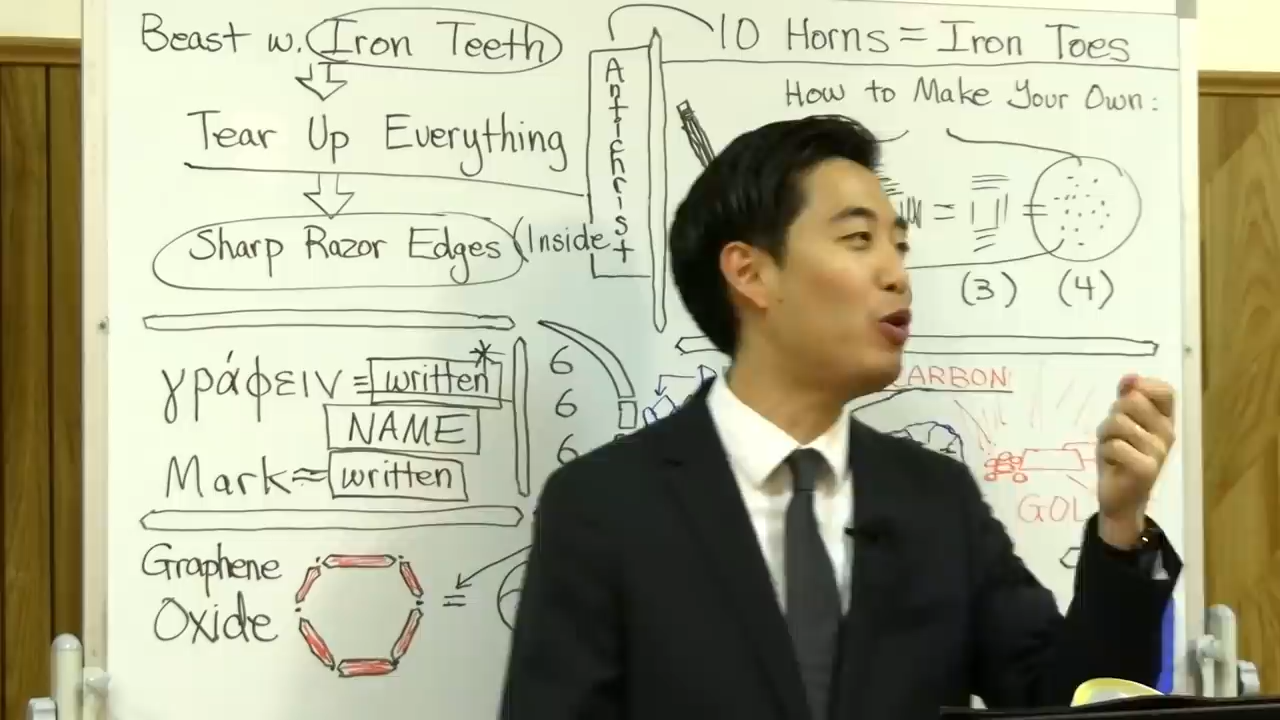 Beast w. Iron Teeth
Tear Up Everything
Sharp Razor Edges (Inside
Antichrist
10 Horns = Iron Toes
How to Make Your Own:
= =
(3) (4)
γράφειν = written*
NAME
Mark ≈ written
6
6
6
CARBON
GOL
Graphene
Oxide
=